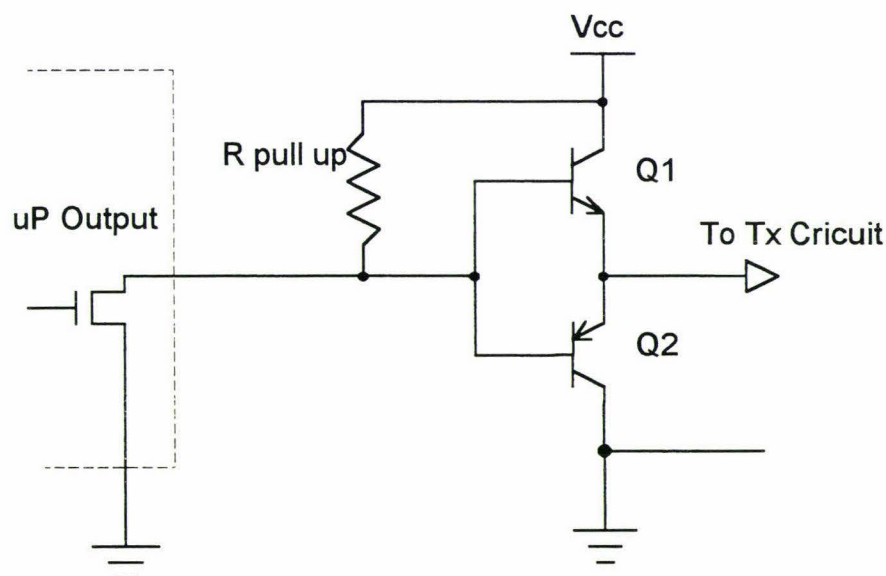 Vcc
R pull up
Q1
uP Output
To Tx Cricuit
Q2